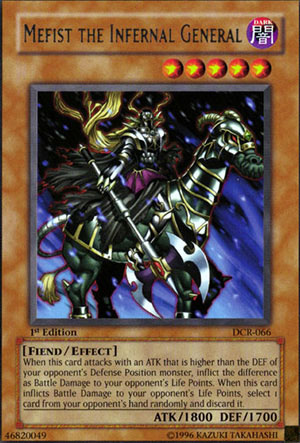 MEFIST THE INFERNAL GENERAL
DARK
闇
1st Edition
DCR-066
[FIEND/EFFECT]
When this card attacks with an ATK that is higher than the DEF of
your opponent's Defense Position monster, inflict the difference
as Battle Damage to your opponent's Life Points. When this card
inflicts Battle Damage to your opponent's Life Points, select 1
card from your opponent's hand randomly and discard it.
ATK/1800 DEF/1700
46820049
©1996 KAZUKI TAKAHASHI